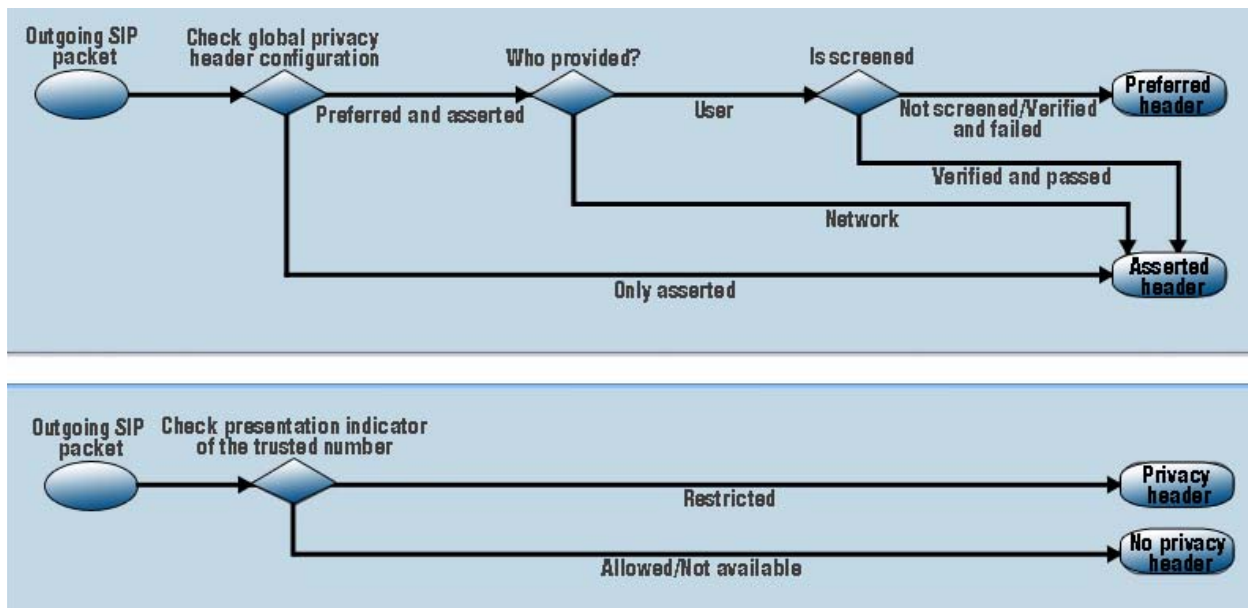 Outgoing SIP
packet
Check global privacy
header configuration
Who provided?
Is screened
Preferred and asserted
User
Not screened/Verified
and failed
Preferred
header
Verified and passed
Network
Only asserted
Asserted
header
Outgoing SIP
packet
Check presentation indicator
of the trusted number
Restricted
Privacy
header
Allowed/Not available
No privacy
header